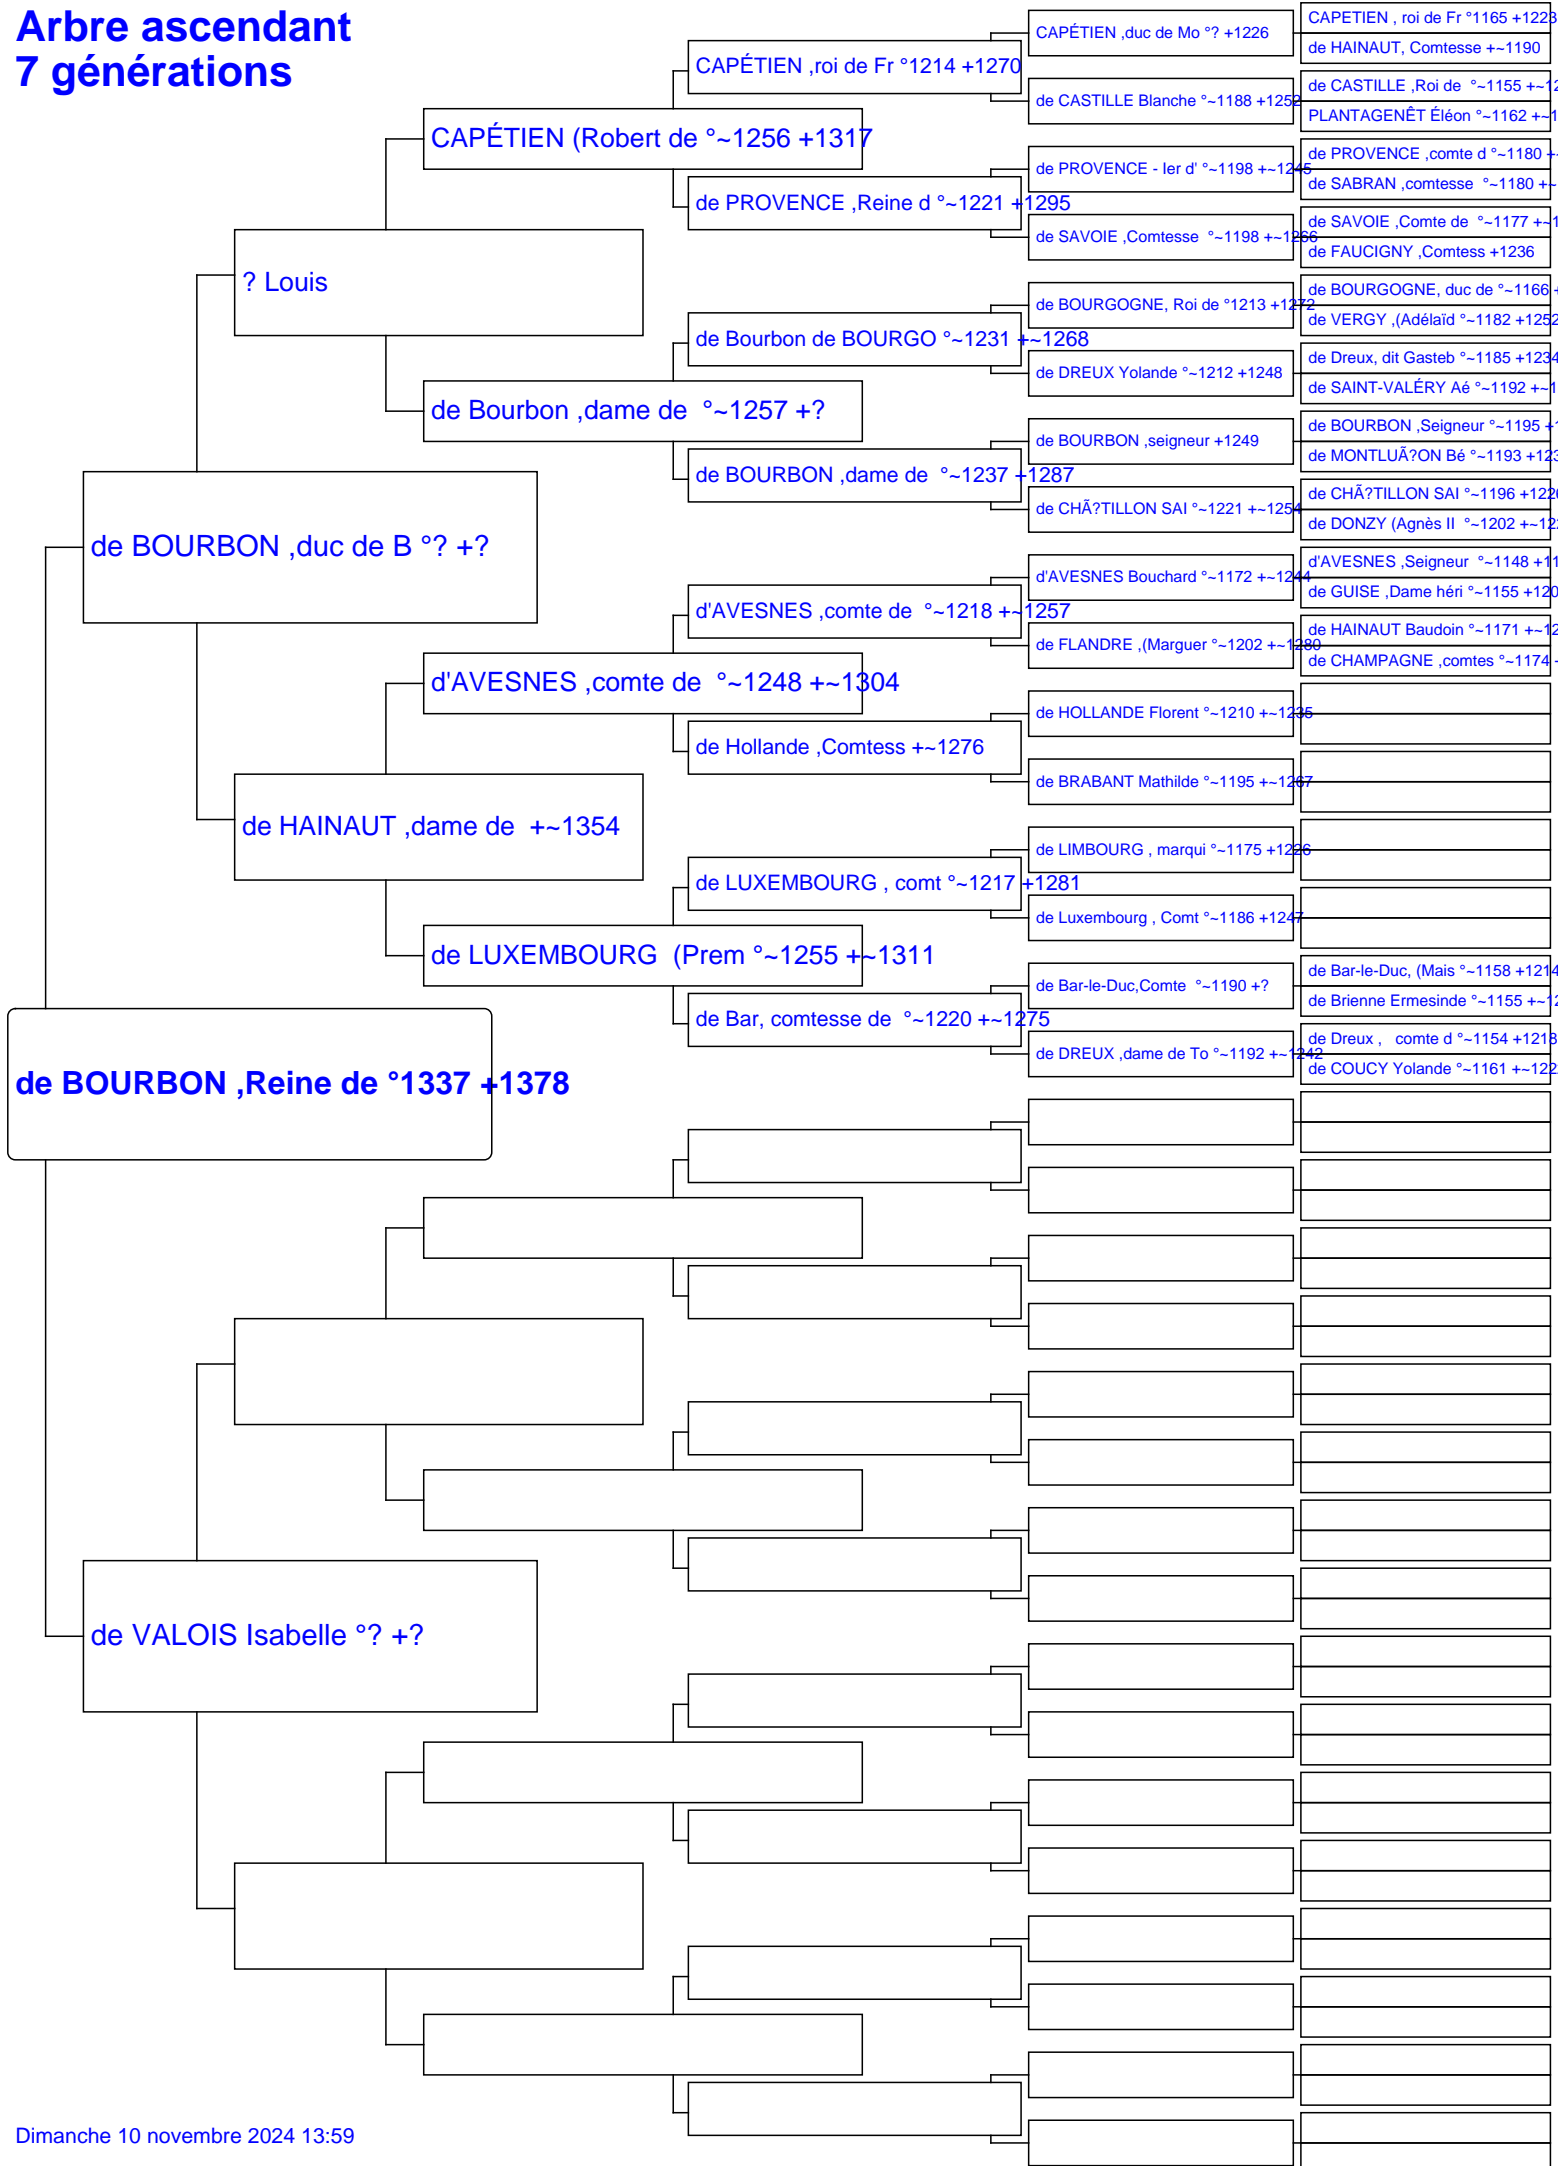 Arbre ascendant
7 générations
CAPETIEN , roi de Fr °1165 +1223
CAPÉTIEN ,duc de Mo °? +1226
de HAINAUT, Comtesse +~1190
CAPÉTIEN ,roi de Fr °1214 +1270
de CASTILLE ,Roi de °~1155 +~12
de CASTILLE Blanche °~1188 +1252
PLANTAGENÊT Éléon °~1162 +~1
CAPÉTIEN (Robert de °~1256 +1317
de PROVENCE ,comte d °~1180 +
de PROVENCE - Ier d' °~1198 +~1245
de SABRAN ,comtesse °~1180 +~
de PROVENCE ,Reine d °~1221 +1295
de SAVOIE ,Comte de °~1177 +~1
de SAVOIE ,Comtesse °~1198 +~1266
de FAUCIGNY ,Comtess +1236
? Louis
de BOURGOGNE, duc de °~1166 +
de BOURGOGNE, Roi de °1213 +1272
de VERGY ,(Adélaïd °~1182 +1252
de Bourbon de BOURGO °~1231 +~1268
de Dreux, dit Gasteb °~1185 +1234
de DREUX Yolande °~1212 +1248
de SAINT-VALÉRY Aé °~1192 +~1
de Bourbon ,dame de °~1257 +?
de BOURBON ,Seigneur °~1195 +1
de BOURBON ,seigneur +1249
de MONTLUÃ?ON Bé °~1193 +123
de BOURBON ,dame de °~1237 +1287
de CHÃ?TILLON SAI °~1196 +1226
de CHÃ?TILLON SAI °~1221 +~1254
de DONZY (Agnès II °~1202 +~122
de BOURBON ,duc de B °? +?
d'AVESNES ,Seigneur °~1148 +11
d'AVESNES Bouchard °~1172 +~1244
de GUISE ,Dame héri °~1155 +120
d'AVESNES ,comte de °~1218 +~1257
de HAINAUT Baudoin °~1171 +~12
de FLANDRE ,(Marguer °~1202 +~1280
de CHAMPAGNE ,comtes °~1174 +
d'AVESNES ,comte de °~1248 +~1304
de HOLLANDE Florent °~1210 +~1235
de Hollande ,Comtess +~1276
de BRABANT Mathilde °~1195 +~1267
de HAINAUT ,dame de +~1354
de LIMBOURG , marqui °~1175 +1226
de LUXEMBOURG , comt °~1217 +1281
de Luxembourg , Comt °~1186 +1247
de LUXEMBOURG (Prem °~1255 +~1311
de Bar-le-Duc, (Mais °~1158 +1214
de Bar-le-Duc,Comte °~1190 +?
de Brienne Ermesinde °~1155 +~12
de Bar, comtesse de °~1220 +~1275
de Dreux , comte d °~1154 +1218
de DREUX ,dame de To °~1192 +~1242
de COUCY Yolande °~1161 +~122
de BOURBON ,Reine de °1337 +1378
de VALOIS Isabelle °? +?
Dimanche 10 novembre 2024 13:59